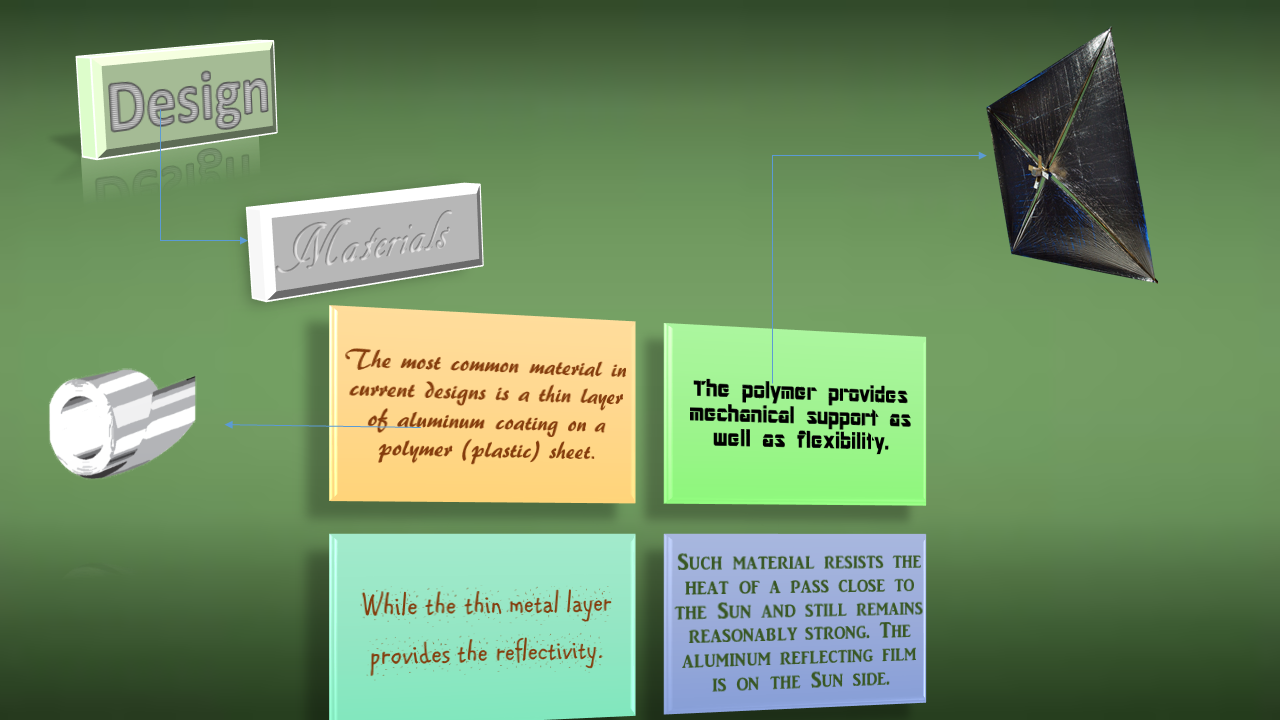 Design
Materials
The most common material in
current designs is a thin layer
of aluminum coating on a
polymer (plastic) sheet.
The polymer provides
mechanical support as
well as flexibility.
While the thin metal layer
provides the reflectivity.
Such material resists the
heat of a pass close to
the Sun and still remains
reasonably strong. The
aluminum reflecting film
is on the Sun side.